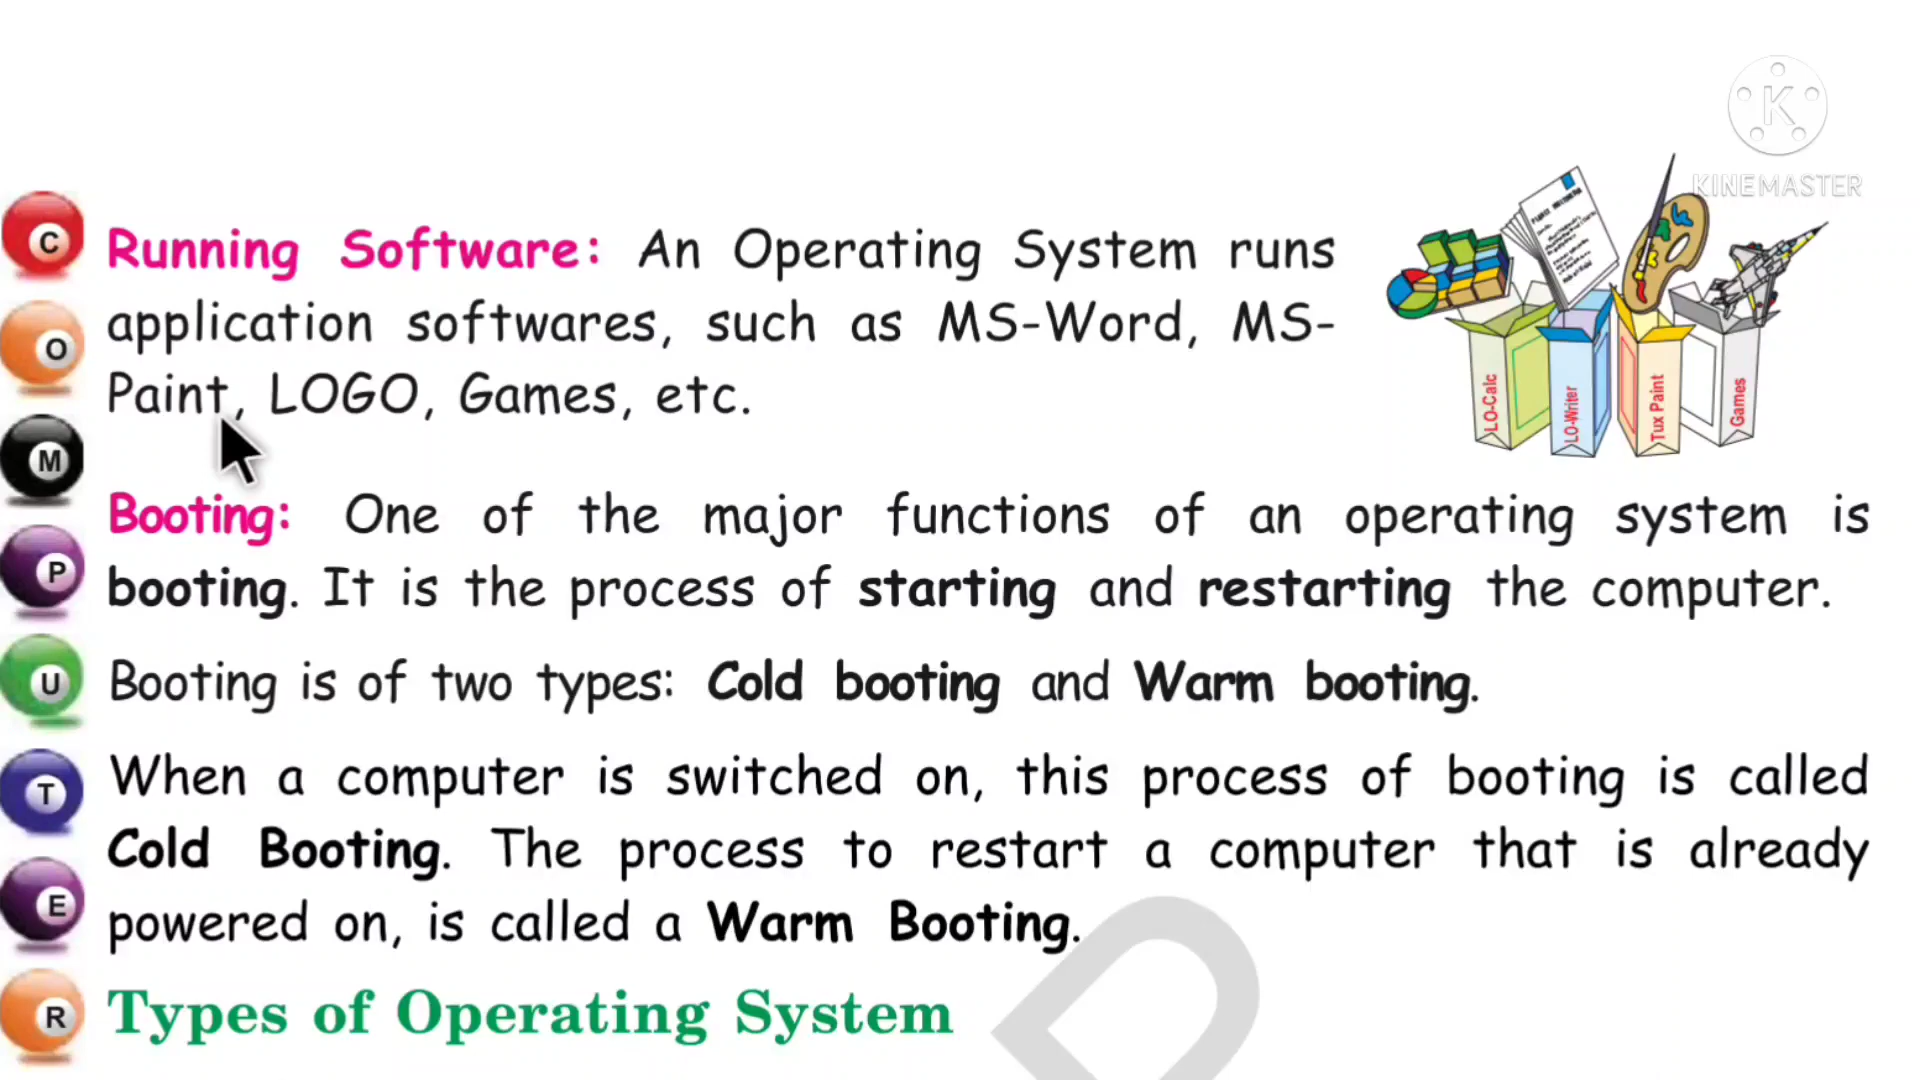 K
KINEMASTER
C
O
M
P
U
T
E
R
Running Software: An Operating System runs
application softwares, such as MS-Word, MS-
Paint, LOGO, Games, etc.
LO-Calc
LO-Writer
Tux Paint
Games
Booting: One of the major functions of an operating system is
booting. It is the process of starting and restarting the computer.
Booting is of two types: Cold booting and Warm booting.
When a computer is switched on, this process of booting is called
Cold Booting. The process to restart a computer that is already
powered on, is called a Warm Booting.
Types of Operating System